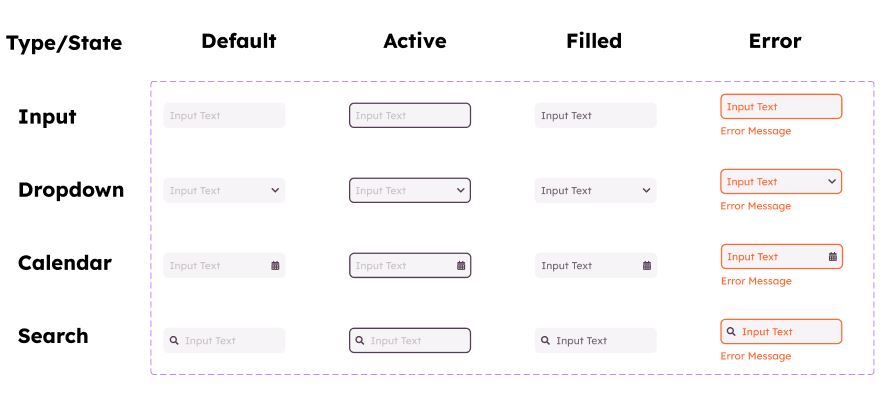 Type/State Default Active Filled Error
Input Input Text Input Text Input Text Input Text
Error Message
Dropdown Input Text Input Text Input Text Input Text
Error Message
Calendar Input Text Input Text Input Text Input Text
Error Message
Search Input Text Input Text Input Text Input Text
Error Message